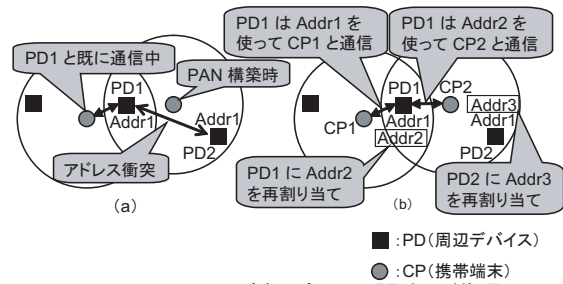 PD1 と既に通信中
PAN 構築時
PD1
Addr1
Addr1
PD2
アドレス衝突
(a)
PD1 は Addr1 を
使って CP1 と通信
PD1 は Addr2 を
使って CP2 と通信
PD1
CP2
CP1
Addr1
Addr2
Addr3
Addr1
PD2
PD1 に Addr2
を再割り当て
PD2 に Addr3
を再割り当て
(b)
:PD(周辺デバイス)
:CP(携帯端末)